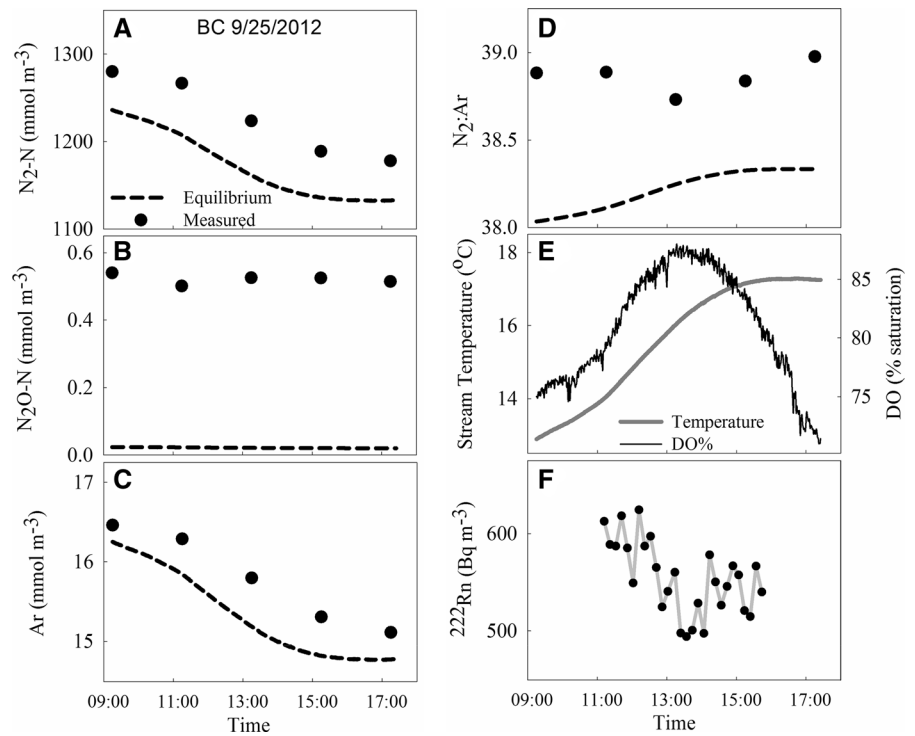 A
BC 9/25/2012
N2-N (mmol m-3)
1300
1200
1100
Equilibrium
Measured
B
N2O-N (mmol m-3)
0.6
0.4
0.2
0.0
C
Ar (mmol m-3)
17
16
15
09:00 11:00 13:00 15:00 17:00
Time
D
N2:Ar
39.0
38.5
38.0
E
Stream Temperature (oC)
18
16
14
DO (% saturation)
85
80
75
Temperature
DO%
F
222Rn (Bq m-3)
600
500
09:00 11:00 13:00 15:00 17:00
Time